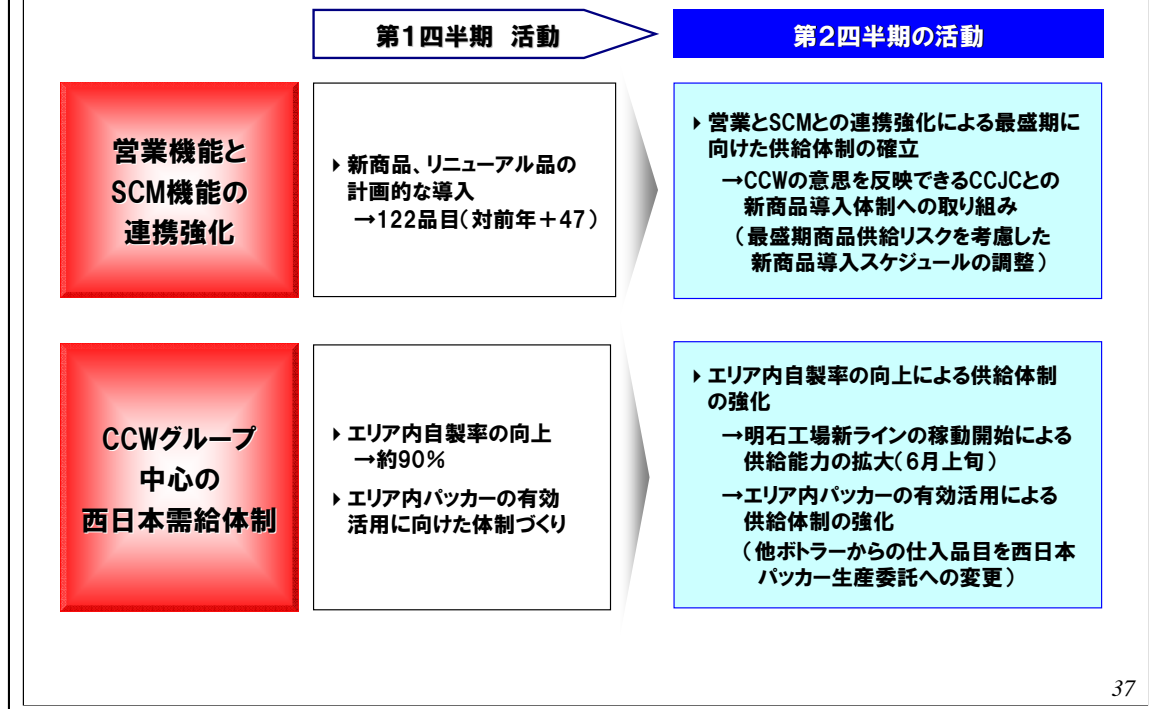 第1四半期 活動
第2四半期の活動
営業機能と
SCM機能の
連携強化
新商品、リニューアル品の
計画的な導入
→122品目(対前年+47)
営業とSCMとの連携強化による最盛期に
向けた供給体制の確立
→CCWの意思を反映できるCCJCとの
新商品導入体制への取り組み
(最盛期商品供給リスクを考慮した
新商品導入スケジュールの調整)
CCWグループ
中心の
西日本需給体制
エリア内自製率の向上
→約90%
エリア内パッカーの有効
活用に向けた体制づくり
エリア内自製率の向上による供給体制
の強化
→明石工場新ラインの稼動開始による
供給能力の拡大(6月上旬)
→エリア内パッカーの有効活用による
供給体制の強化
(他ボトラーからの仕入品目を西日本
パッカー生産委託への変更)
37